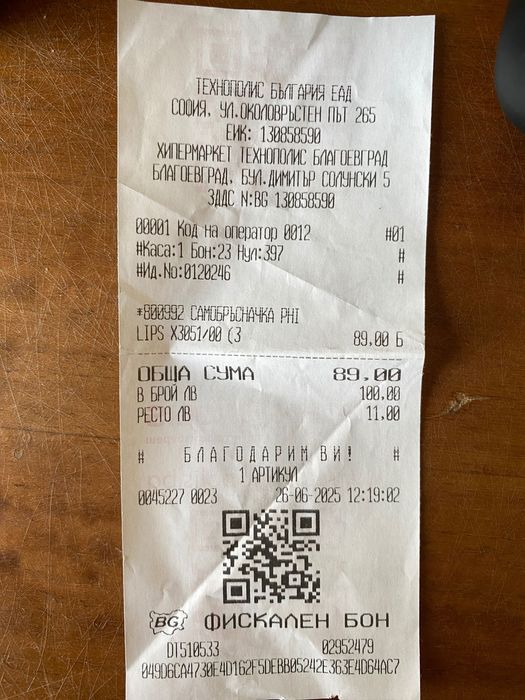 ТЕХНОПОЛИС БЪЛГАРИЯ ЕАД
СОФИЯ, УЛ.ОКОЛОВРЪСТЕН ПЪТ 265
ЕИК: 130858590
ХИПЕРМАРКЕТ ТЕХНОПОЛИС БЛАГОЕВГРАД
БЛАГОЕВГРАД, БУЛ.ДИМИТЪР СОЛУНСКИ 5
ЗДДС N:BG 130858590
00001 Код на оператор 0012 #01
#Каса:1 Бон:23 Нул:397 #
#Ид.No:0120246 #
*800992 САМОБРЪСНАЧКА PHI
LIPS X3051/00 (3 89.00 Б
ОБЩА СУМА 89,00
В БРОЙ ЛВ 100.00
РЕСТО ЛВ 11,00
# БЛАГОДАРИМ ВИ! #
1 АРТИКУЛ
0045227 0023 26-06-2025 12:19:02
BG ФИСКАЛЕН БОН
DT510533 02952479
049D6CA4730E4D162F5DEBB05242E363E4D64AC7